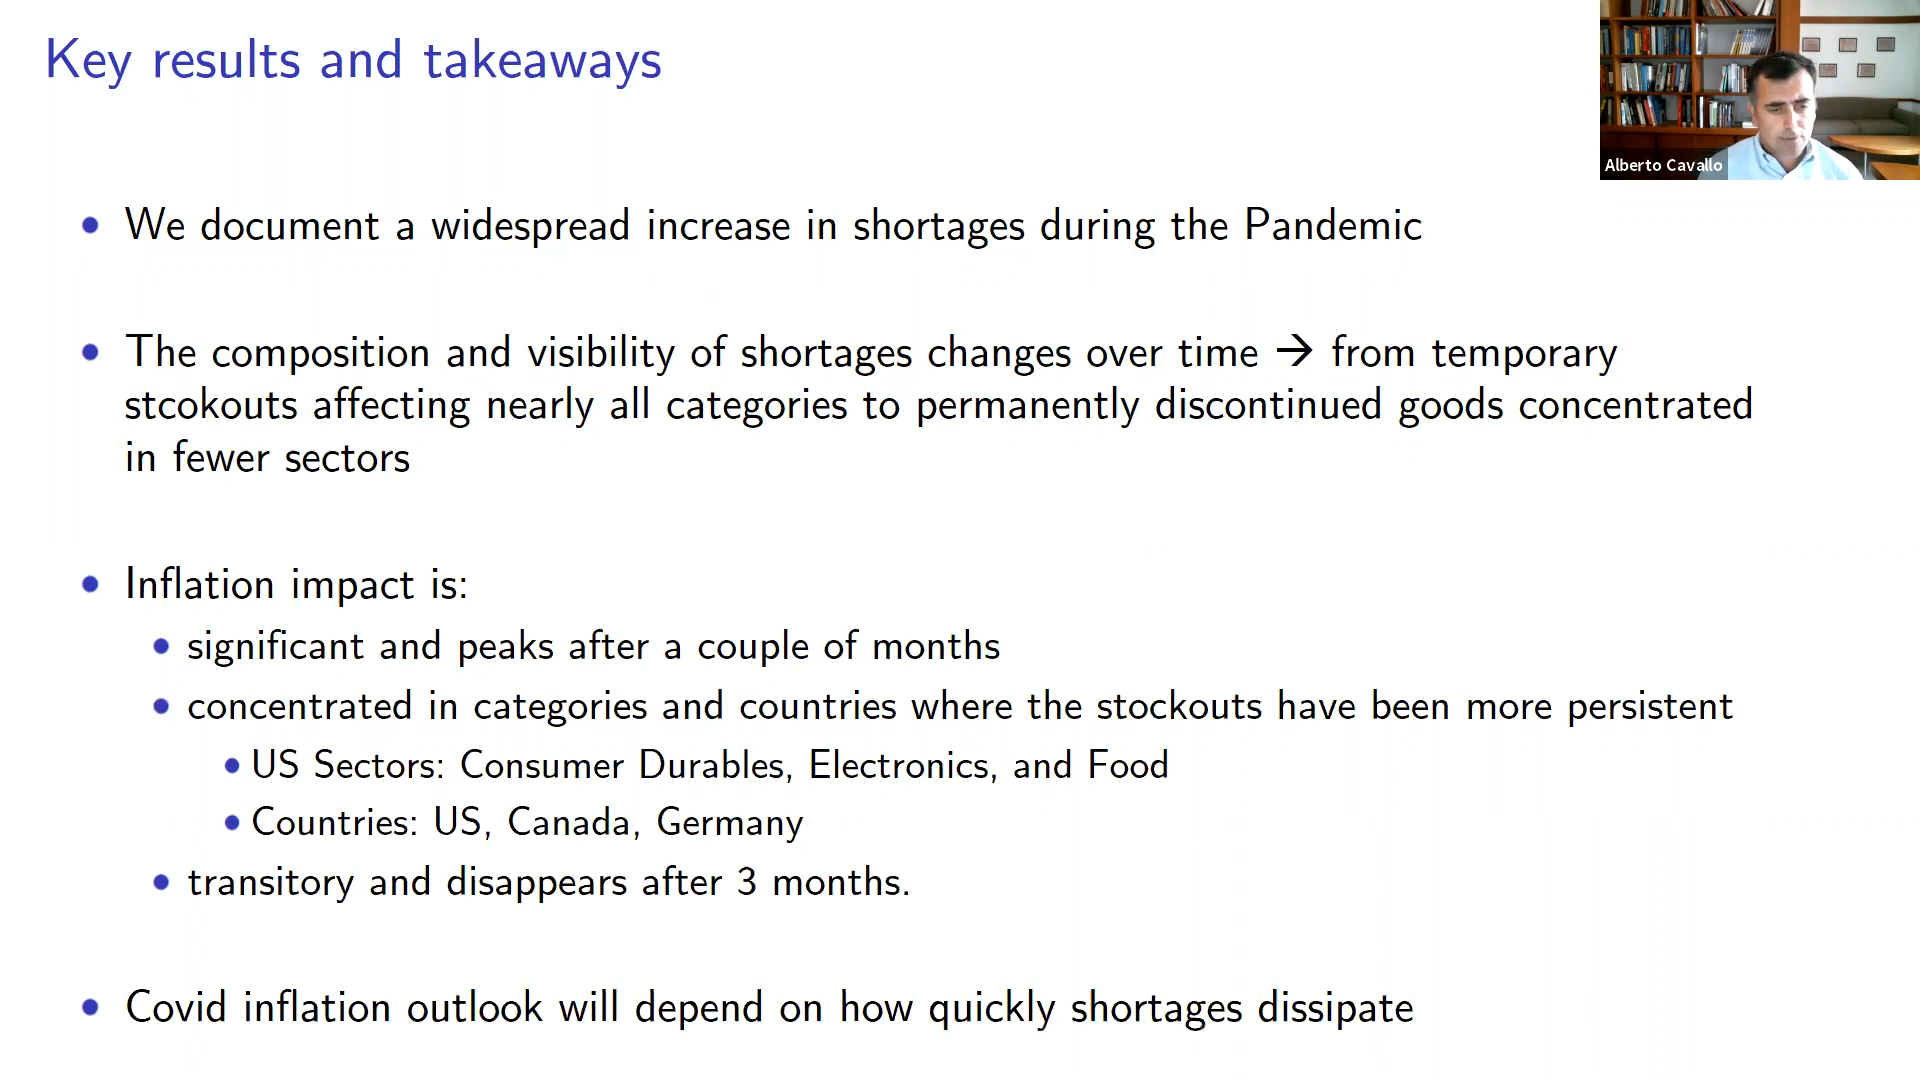 Key results and takeaways
Alberto Cavallo
We document a widespread increase in shortages during the Pandemic
The composition and visibility of shortages changes over time → from temporary
stcokouts affecting nearly all categories to permanently discontinued goods concentrated
in fewer sectors
Inflation impact is:
significant and peaks after a couple of months
concentrated in categories and countries where the stockouts have been more persistent
US Sectors: Consumer Durables, Electronics, and Food
Countries: US, Canada, Germany
transitory and disappears after 3 months.
Covid inflation outlook will depend on how quickly shortages dissipate